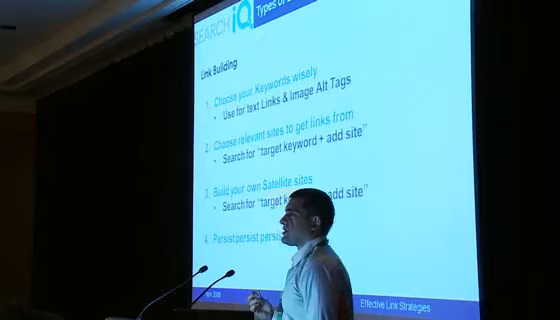 SEARCH iQ
Types of
Link Building
1. Choose your Keywords wisely
• Use for text Links & Image Alt Tags
2. Choose relevant sites to get links from
• Search for “target keyword + add site”
3. Build your own Satellite sites
• Search for “target add site”
4. Persist persist
Nov 2008
Effective Link Strategies